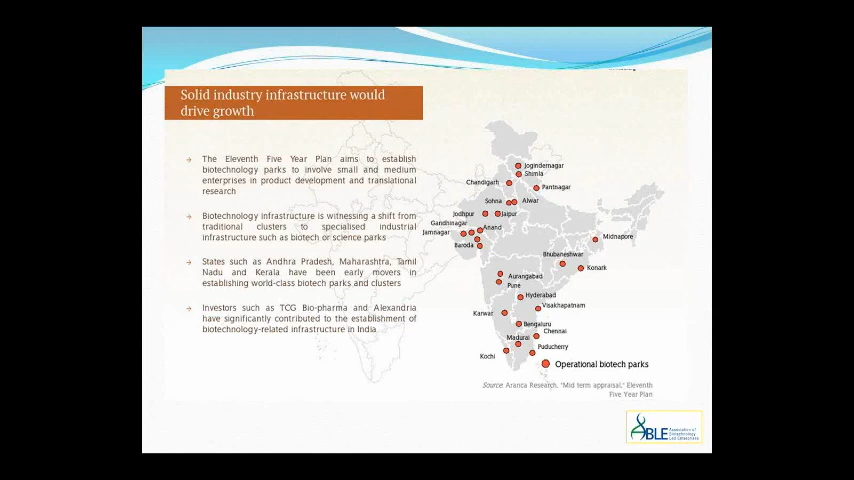 Solid industry infrastructure would
drive growth
The Eleventh Five Year Plan aims to establish
biotechnology parks to involve small and medium
enterprises in product development and translational
research
Biotechnology infrastructure is witnessing a shift from
traditional clusters to specialised industrial
infrastructure such as biotech or science parks
States such as Andhra Pradesh, Maharashtra, Tamil
Nadu and Kerala have been early movers in
establishing world-class biotech parks and clusters
Investors such as TCG Bio-pharma and Alexandria
have significantly contributed to the establishment of
biotechnology-related infrastructure in India
Jogindernagar
Shimla
Chandigarh
Pantnagar
Sohna
Alwar
Jodhpur
Jaipur
Gandhinagar
Anand
Jamnagar
Midnapore
Baroda
Bhubaneshwar
Konark
Aurangabad
Pune
Hyderabad
Visakhapatnam
Karwar
Bengaluru
Chennai
Madurai
Puducherry
Kochi
Operational biotech parks
Source: Aranca Research, "Mid term appraisal," Eleventh
Five Year Plan
ABLE
Association of
Biotechnology
Led Enterprises